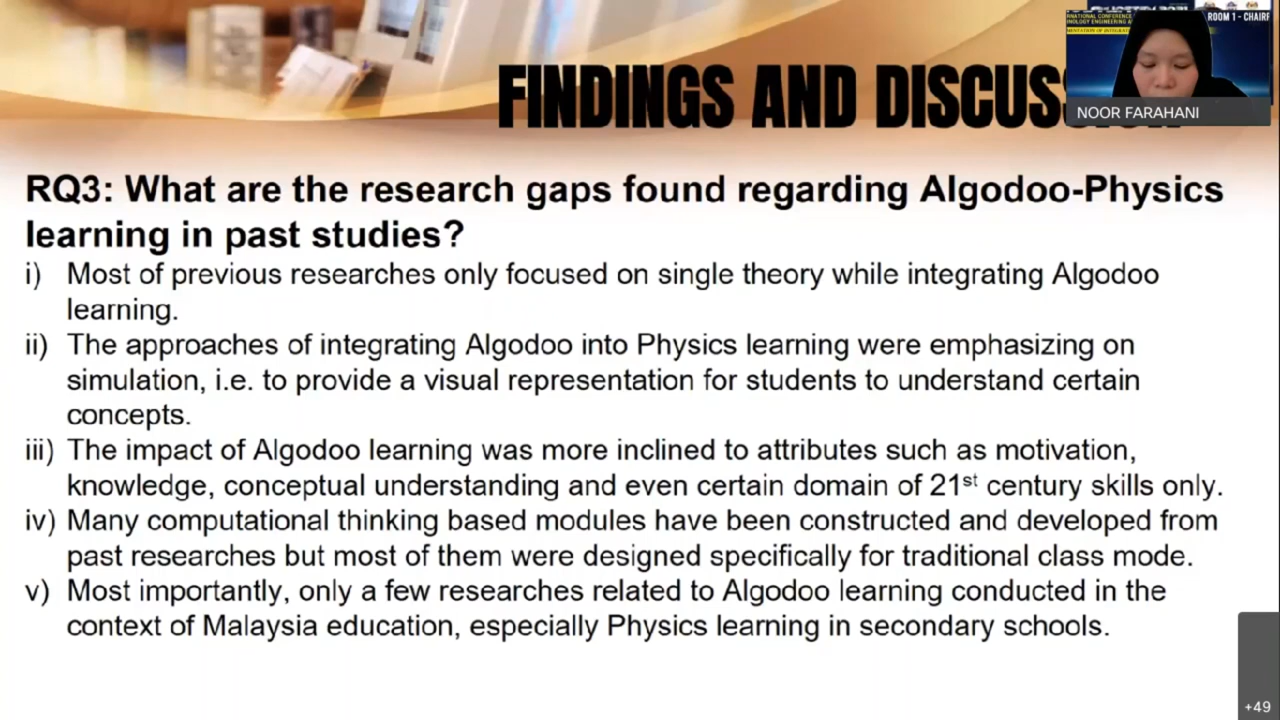 FINDINGS AND DISCUS
ROOM 1 - CHAIRP
NOOR FARAHANI
RQ3: What are the research gaps found regarding Algodoo-Physics
learning in past studies?
i) Most of previous researches only focused on single theory while integrating Algodoo
learning.
ii) The approaches of integrating Algodoo into Physics learning were emphasizing on
simulation, i.e. to provide a visual representation for students to understand certain
concepts.
iii) The impact of Algodoo learning was more inclined to attributes such as motivation,
knowledge, conceptual understanding and even certain domain of 21st century skills only.
iv) Many computational thinking based modules have been constructed and developed from
past researches but most of them were designed specifically for traditional class mode.
v) Most importantly, only a few researches related to Algodoo learning conducted in the
context of Malaysia education, especially Physics learning in secondary schools.
+49